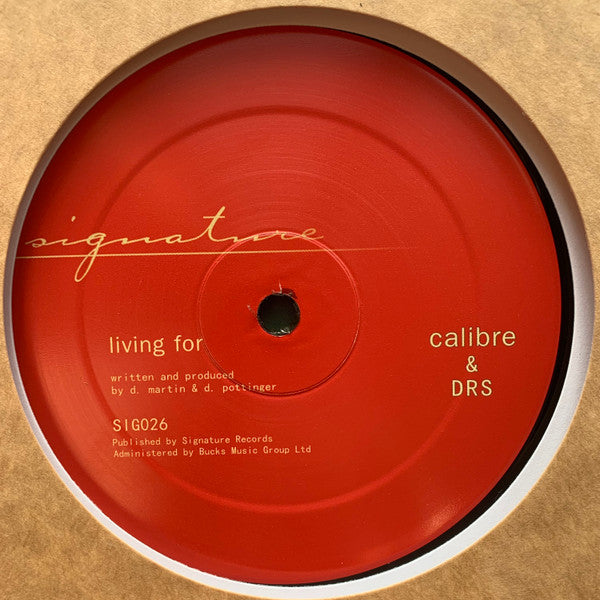 signature
living for
calibre
&
DRS
written and produced
by d. martin & d. pottinger
SIG026
Published by Signature Records
Administered by Bucks Music Group Ltd